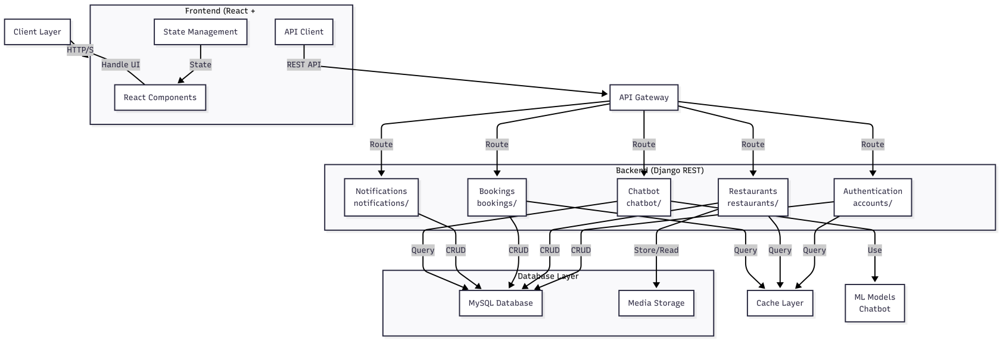 Frontend (React +
Client Layer
State Management
API Client
HTTP/S
Handle UI
State
REST API
React Components
API Gateway
Route
Route
Route
Route
Route
Backend (Django REST)
Notifications
notifications/
Bookings
bookings/
Chatbot
chatbot/
Restaurants
restaurants/
Authentication
accounts/
Query
CRUD
CRUD
CRUD
CRUD
Store/Read
Query
Query
Query
Use
Database Layer
MySQL Database
Media Storage
Cache Layer
ML Models
Chatbot